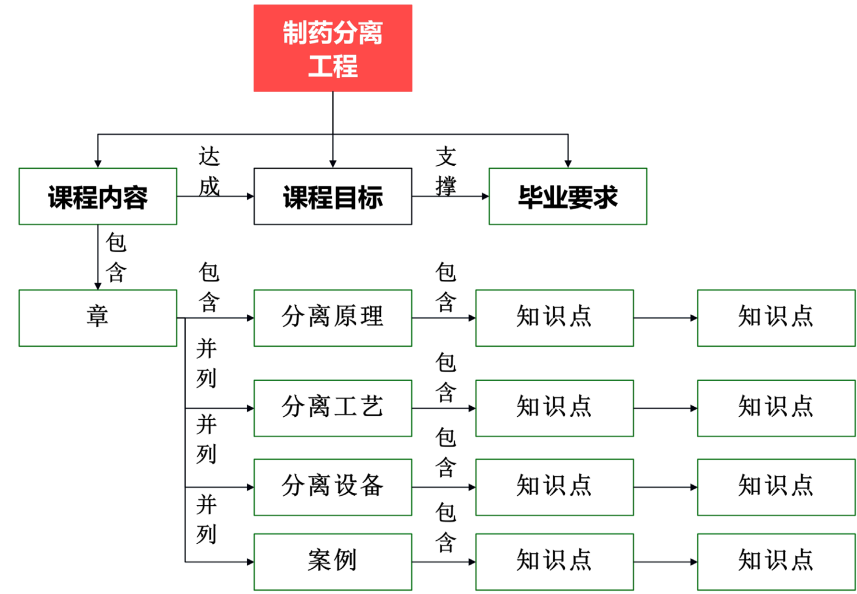 制药分离
工程
达成
支撑
课程内容
课程目标
毕业要求
包含
章
包含
分离原理
包含
知识点
知识点
并列
分离工艺
包含
知识点
知识点
并列
分离设备
包含
知识点
知识点
并列
案例
包含
知识点
知识点